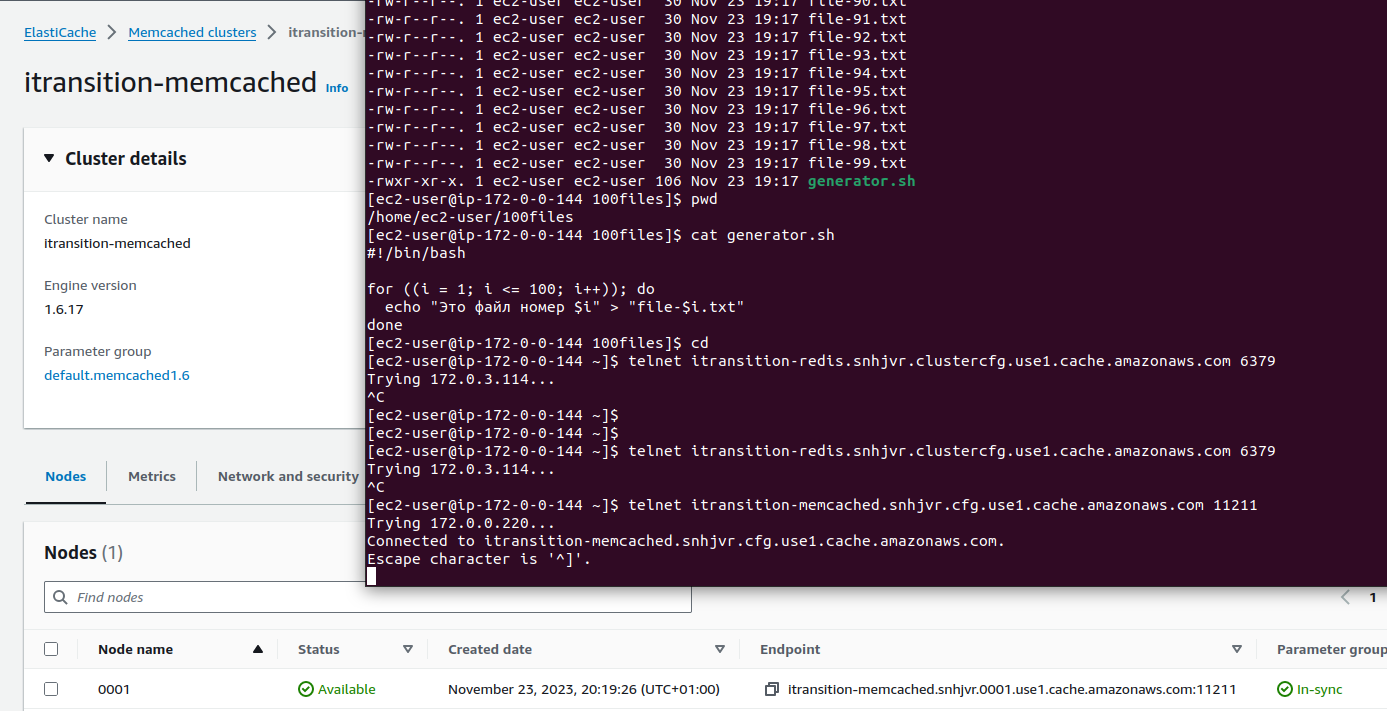 ElastiCache > Memcached clusters > itransition-
itransition-memcached Info
Cluster details
Cluster name
itransition-memcached
Engine version
1.6.17
Parameter group
default.memcached1.6
Nodes Metrics Network and security
Nodes (1)
Find nodes
1
Node name Status Created date Endpoint Parameter group
0001 Available November 23, 2023, 20:19:26 (UTC+01:00) itransition-memcached.snhjvr.0001.use1.cache.amazonaws.com:11211 In-sync
-rw-r--r--. 1 ec2-user ec2-user  30 Nov 23 19:17 file-90.txt
-rw-r--r--. 1 ec2-user ec2-user  30 Nov 23 19:17 file-91.txt
-rw-r--r--. 1 ec2-user ec2-user  30 Nov 23 19:17 file-92.txt
-rw-r--r--. 1 ec2-user ec2-user  30 Nov 23 19:17 file-93.txt
-rw-r--r--. 1 ec2-user ec2-user  30 Nov 23 19:17 file-94.txt
-rw-r--r--. 1 ec2-user ec2-user  30 Nov 23 19:17 file-95.txt
-rw-r--r--. 1 ec2-user ec2-user  30 Nov 23 19:17 file-96.txt
-rw-r--r--. 1 ec2-user ec2-user  30 Nov 23 19:17 file-97.txt
-rw-r--r--. 1 ec2-user ec2-user  30 Nov 23 19:17 file-98.txt
-rw-r--r--. 1 ec2-user ec2-user  30 Nov 23 19:17 file-99.txt
-rwxr-xr-x. 1 ec2-user ec2-user 106 Nov 23 19:17 generator.sh
[ec2-user@ip-172-0-0-144 100files]$ pwd
/home/ec2-user/100files
[ec2-user@ip-172-0-0-144 100files]$ cat generator.sh
#!/bin/bash
for ((i = 1; i <= 100; i++)); do
  echo "Это файл номер $i" > "file-$i.txt"
done
[ec2-user@ip-172-0-0-144 100files]$ cd
[ec2-user@ip-172-0-0-144 ~]$ telnet itransition-redis.snhjvr.clustercfg.use1.cache.amazonaws.com 6379
Trying 172.0.3.114...
^C
[ec2-user@ip-172-0-0-144 ~]$
[ec2-user@ip-172-0-0-144 ~]$
[ec2-user@ip-172-0-0-144 ~]$ telnet itransition-redis.snhjvr.clustercfg.use1.cache.amazonaws.com 6379
Trying 172.0.3.114...
^C
[ec2-user@ip-172-0-0-144 ~]$ telnet itransition-memcached.snhjvr.cfg.use1.cache.amazonaws.com 11211
Trying 172.0.0.220...
Connected to itransition-memcached.snhjvr.cfg.use1.cache.amazonaws.com.
Escape character is '^]'.